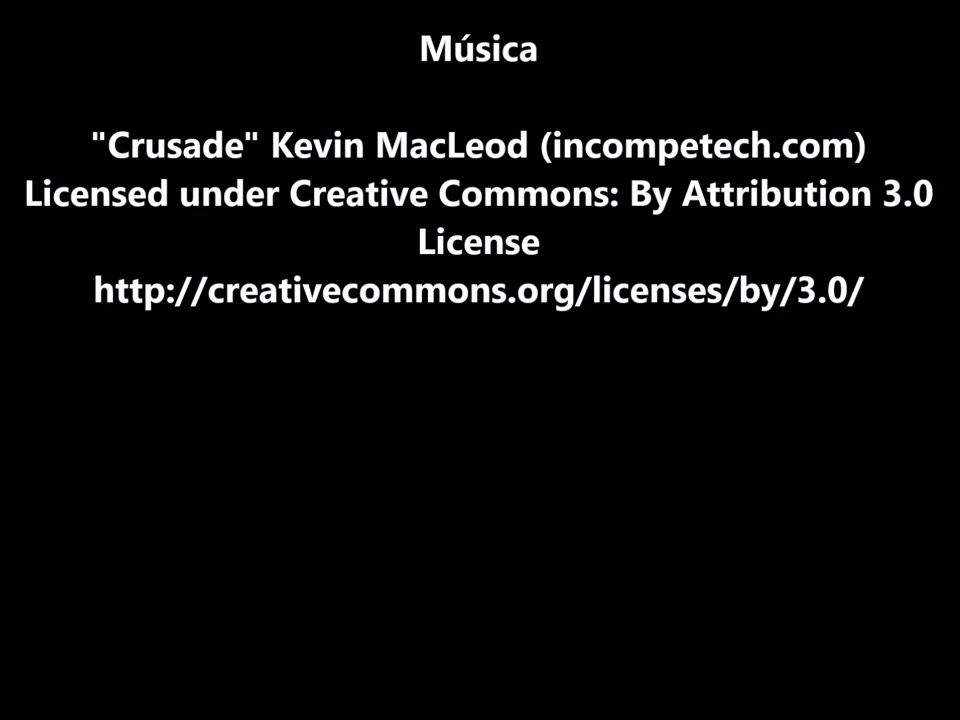 Música
"Crusade" Kevin MacLeod (incompetech.com)
Licensed under Creative Commons: By Attribution 3.0
License
http://creativecommons.org/licenses/by/3.0/